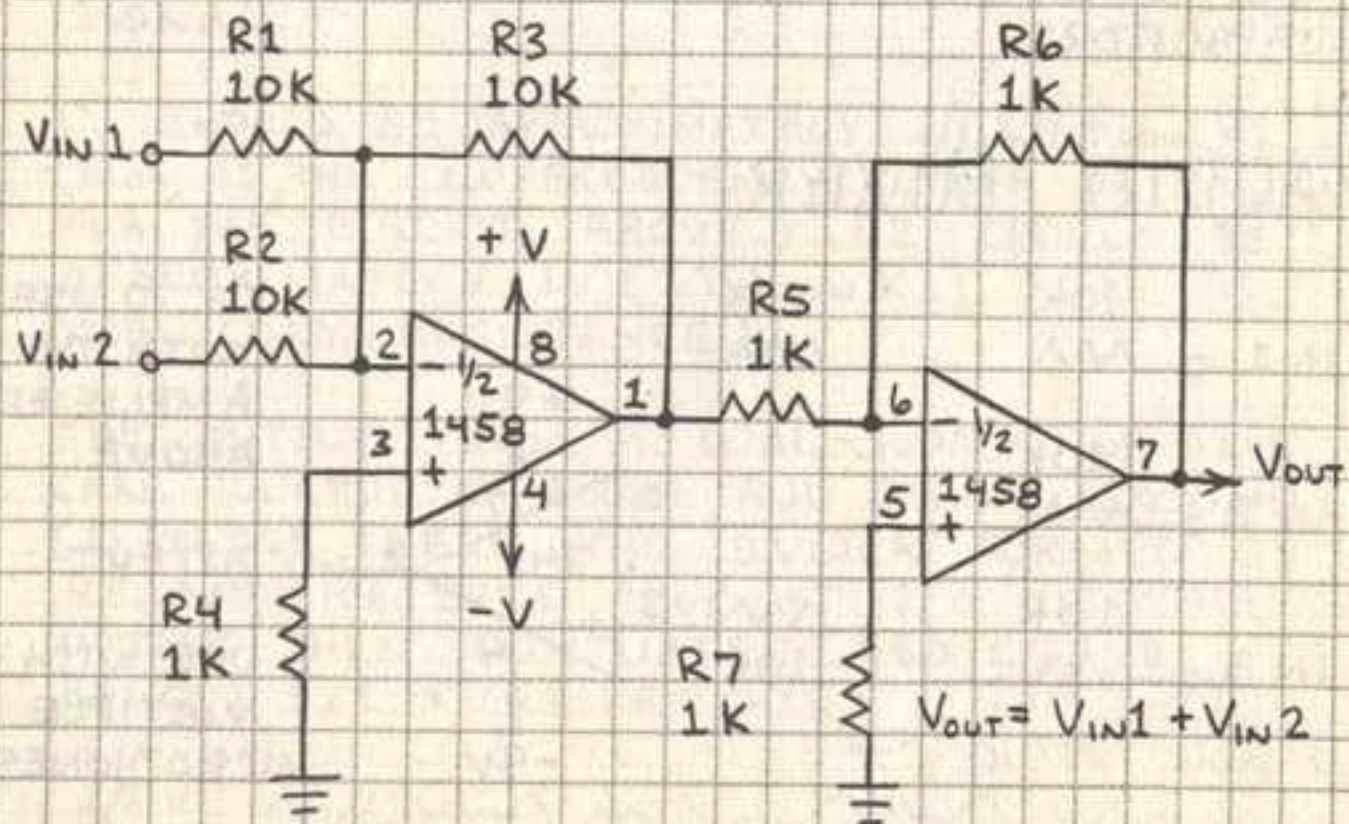 R1
10K
R3
10K
R6
1K
VIN 1
R2
10K
+ V
R5
1K
VIN 2
2
8
- 1/2
1458
+
3
1
4
6
- 1/2
1458
+
5
7
VOUT
- V
R4
1K
R7
1K
VOUT = VIN1 + VIN2